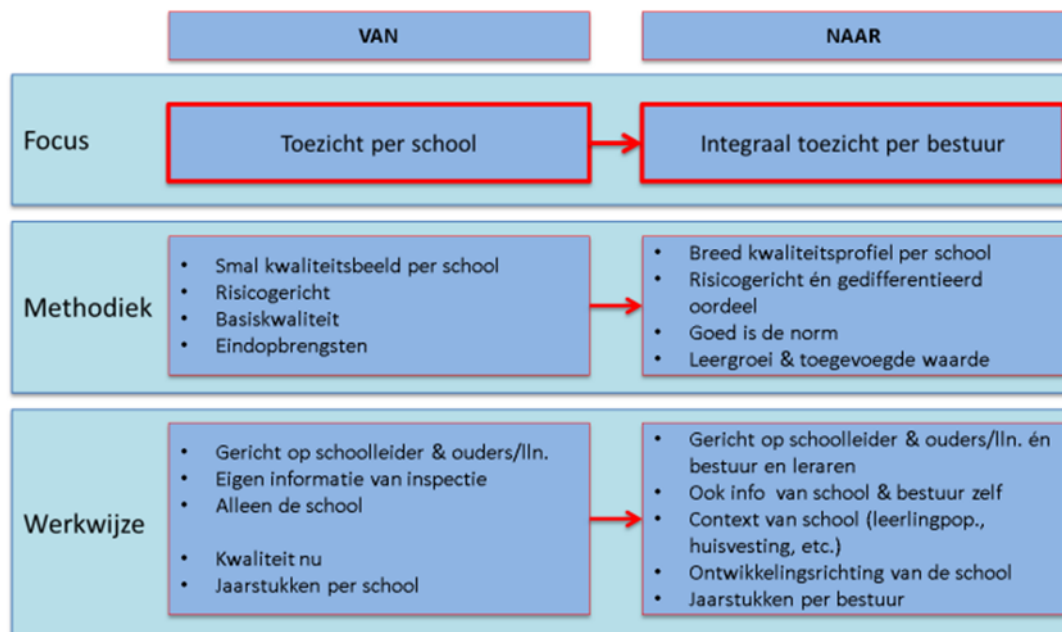 VAN
NAAR
Focus
Toezicht per school
Integraal toezicht per bestuur
Methodiek
• Smal kwaliteitsbeeld per school
• Risicogericht
• Basiskwaliteit
• Eindopbrengsten
• Breed kwaliteitsprofiel per school
• Risicogericht én gedifferentieerd
oordeel
• Goed is de norm
• Leergroei & toegevoegde waarde
Werkwijze
• Gericht op schoolleider & ouders/lln.
• Eigen informatie van inspectie
• Alleen de school
• Kwaliteit nu
• Jaarstukken per school
• Gericht op schoolleider & ouders/lln. én
bestuur en leraren
• Ook info van school & bestuur zelf
• Context van school (leerlingpop.,
huisvesting, etc.)
• Ontwikkelingsrichting van de school
• Jaarstukken per bestuur